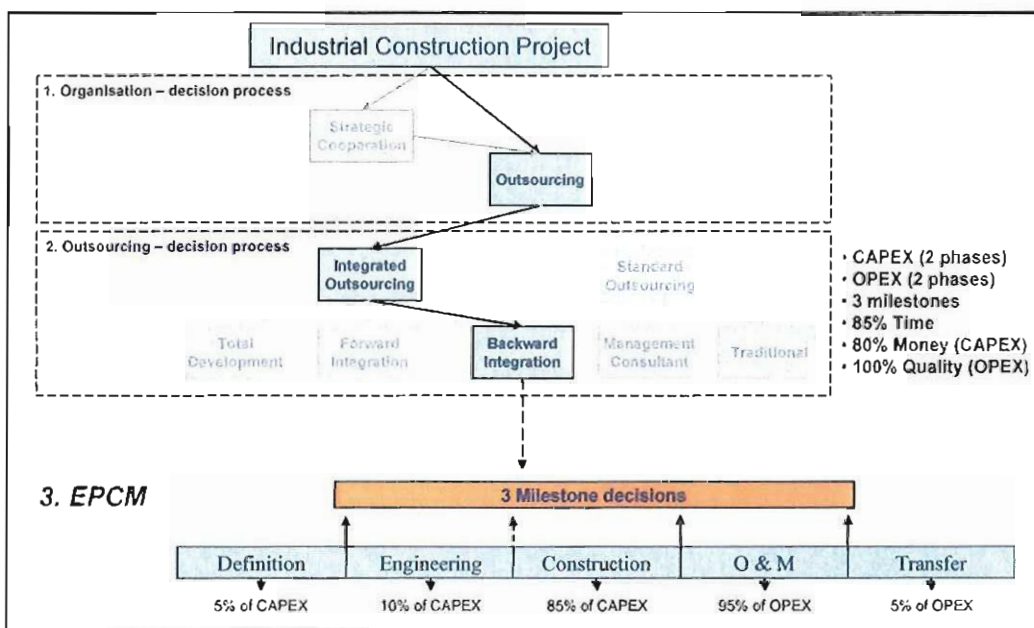 Industrial Construction Project
1. Organisation – decision process
Strategic
Cooperation
Outsourcing
2. Outsourcing – decision process
Integrated
Outsourcing
Standard
Outsourcing
Total
Development
Forward
Integration
Backward
Integration
Management
Consultant
Traditional
• CAPEX (2 phases)
• OPEX (2 phases)
• 3 milestones
• 85% Time
• 80% Money (CAPEX)
• 100% Quality (OPEX)
3. EPCM
3 Milestone decisions
Definition
Engineering
Construction
O & M
Transfer
5% of CAPEX
10% of CAPEX
85% of CAPEX
95% of OPEX
5% of OPEX